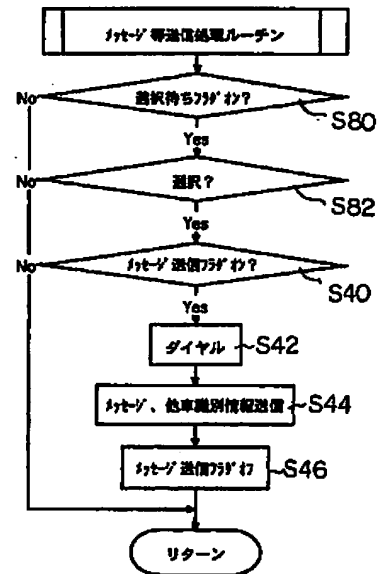 メッセージ等送信処理ルーチン
No
選択待ちフラグオン?
S80
Yes
No
選択?
S82
Yes
No
メッセージ送信フラグオン?
S40
Yes
ダイヤル
S42
メッセージ、他車識別情報送信
S44
メッセージ送信フラグオフ
S46
リターン